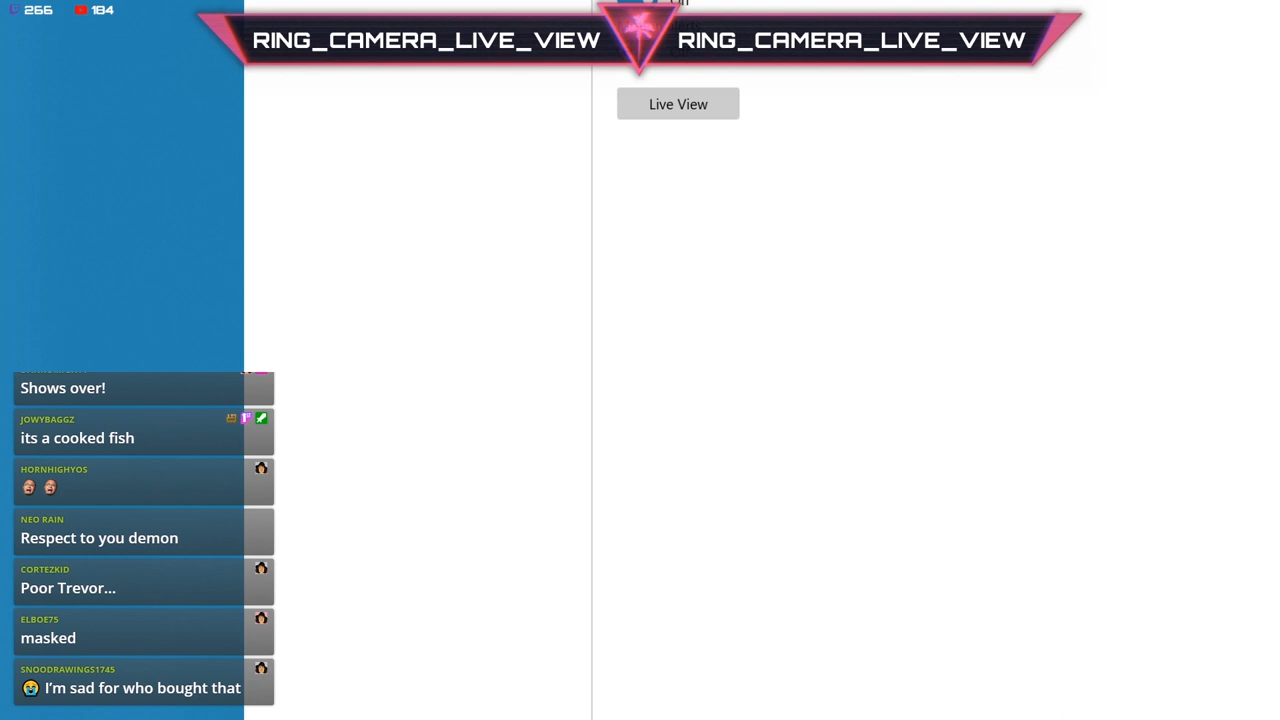 266 184
RING_CAMERA_LIVE_VIEW RING_CAMERA_LIVE_VIEW
Live View
Shows over!
JOWYBAGGZ
its a cooked fish
HORNHIGHYOS
NEO RAIN
Respect to you demon
CORTEZKID
Poor Trevor...
ELBOE75
masked
SNOODRAWINGS1745
😭 I’m sad for who bought that